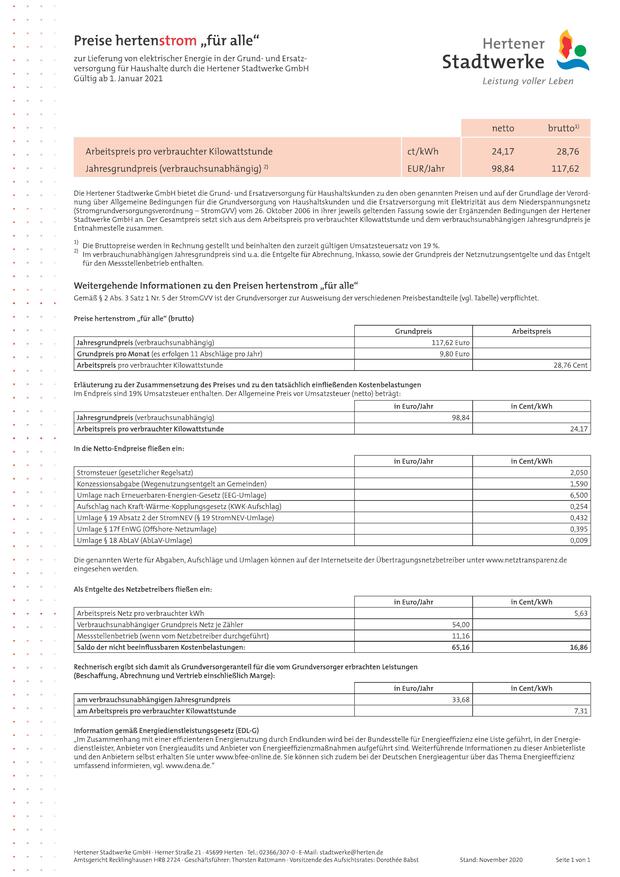 Preise hertenstrom „für alle“
zur Lieferung von elektrischer Energie in der Grund- und Ersatz-
versorgung für Haushalte durch die Hertener Stadtwerke GmbH
Gültig ab 1. Januar 2021
Hertener
Stadtwerke
Leistung voller Leben
netto brutto1)
Arbeitspreis pro verbrauchter Kilowattstunde ct/kWh 24,17 28,76
Jahresgrundpreis (verbrauchsunabhängig) 2) EUR/Jahr 98,84 117,62
Die Hertener Stadtwerke GmbH bietet die Grund- und Ersatzversorgung für Haushaltskunden zu den oben genannten Preisen und auf der Grundlage der Verord-
nung über Allgemeine Bedingungen für die Grundversorgung von Haushaltskunden und die Ersatzversorgung mit Elektrizität aus dem Niederspannungsnetz
(Stromgrundversorgungsverordnung – StromGVV) vom 26. Oktober 2006 in ihrer jeweils geltenden Fassung sowie der Ergänzenden Bedingungen der Hertener
Stadtwerke GmbH an. Der Gesamtpreis setzt sich aus dem Arbeitspreis pro verbrauchter Kilowattstunde und dem verbrauchsunabhängigen Jahresgrundpreis je
Entnahmestelle zusammen.
1) Die Bruttopreise werden in Rechnung gestellt und beinhalten den zurzeit gültigen Umsatzsteuersatz von 19 %.
2) Im verbrauchunabhängigen Jahresgrundpreis sind u.a. die Entgelte für Abrechnung, Inkasso, sowie der Grundpreis der Netznutzungsentgelte und das Entgelt
für den Messstellenbetrieb enthalten.
Weitergehende Informationen zu den Preisen hertenstrom „für alle“
Gemäß § 2 Abs. 3 Satz 1 Nr. 5 der StromGVV ist der Grundversorger zur Ausweisung der verschiedenen Preisbestandteile (vgl. Tabelle) verpflichtet.
Preise hertenstrom „für alle“ (brutto)
Grundpreis Arbeitspreis
Jahresgrundpreis (verbrauchsunabhängig) 117,62 Euro
Grundpreis pro Monat (es erfolgen 11 Abschläge pro Jahr) 9,80 Euro
Arbeitspreis pro verbrauchter Kilowattstunde 28,76 Cent
Erläuterung zu der Zusammensetzung des Preises und zu den tatsächlich einfließenden Kostenbelastungen
Im Endpreis sind 19% Umsatzsteuer enthalten. Der Allgemeine Preis vor Umsatzsteuer (netto) beträgt:
in Euro/Jahr in Cent/kWh
Jahresgrundpreis (verbrauchsunabhängig) 98,84
Arbeitspreis pro verbrauchter Kilowattstunde 24,17
In die Netto-Endpreise fließen ein:
in Euro/Jahr in Cent/kWh
Stromsteuer (gesetzlicher Regelsatz) 2,050
Konzessionsabgabe (Wegenutzungsentgelt an Gemeinden) 1,590
Umlage nach Erneuerbaren-Energien-Gesetz (EEG-Umlage) 6,500
Aufschlag nach Kraft-Wärme-Kopplungsgesetz (KWK-Aufschlag) 0,254
Umlage § 19 Absatz 2 der StromNEV (§ 19 StromNEV-Umlage) 0,432
Umlage § 17f EnWG (Offshore-Netzumlage) 0,395
Umlage § 18 AbLaV (AbLaV-Umlage) 0,009
Die genannten Werte für Abgaben, Aufschläge und Umlagen können auf der Internetseite der Übertragungsnetzbetreiber unter www.netztransparenz.de
eingesehen werden.
Als Entgelte des Netzbetreibers fließen ein:
in Euro/Jahr in Cent/kWh
Arbeitspreis Netz pro verbrauchter kWh 5,63
Verbrauchsunabhängiger Grundpreis Netz je Zähler 54,00
Messstellenbetrieb (wenn vom Netzbetreiber durchgeführt) 11,16
Saldo der nicht beeinflussbaren Kostenbelastungen: 65,16 16,86
Rechnerisch ergibt sich damit als Grundversorgeranteil für die vom Grundversorger erbrachten Leistungen
(Beschaffung, Abrechnung und Vertrieb einschließlich Marge):
in Euro/Jahr in Cent/kWh
am verbrauchsunabhängigen Jahresgrundpreis 33,68
am Arbeitspreis pro verbrauchter Kilowattstunde 7,31
Information gemäß Energiedienstleistungsgesetz (EDL-G)
„Im Zusammenhang mit einer effizienteren Energienutzung durch Endkunden wird bei der Bundesstelle für Energieeffizienz eine Liste geführt, in der Energie-
dienstleister, Anbieter von Energieaudits und Anbieter von Energieeffizienzmaßnahmen aufgeführt sind. Weiterführende Informationen zu dieser Anbieterliste
und den Anbietern selbst erhalten Sie unter www.bfee-online.de. Sie können sich zudem bei der Deutschen Energieagentur über das Thema Energieeffizienz
umfassend informieren, vgl. www.dena.de.“
Hertener Stadtwerke GmbH · Herner Straße 21 · 45699 Herten · Tel.: 02366/307-0 · E-Mail: stadtwerke@herten.de
Amtsgericht Recklinghausen HRB 2724 · Geschäftsführer: Thorsten Rattmann · Vorsitzende des Aufsichtsrates: Dorothée Babst Stand: November 2020 Seite 1 von 1